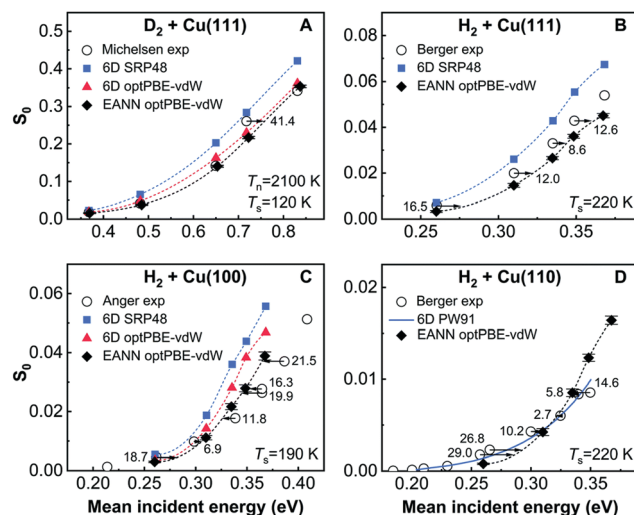 D₂ + Cu(111) A
Michelsen exp
6D SRP48
6D optPBE-vdW
EANN optPBE-vdW
41.4
Tn=2100 K
Ts=120 K
S₀
0.5
0.4
0.3
0.2
0.1
0.0
0.4 0.5 0.6 0.7 0.8
H₂ + Cu(111) B
Berger exp
6D SRP48
EANN optPBE-vdW
12.6
8.6
12.0
16.5
Ts=220 K
0.08
0.06
0.04
0.02
0.00
0.25 0.30 0.35
H₂ + Cu(100) C
Anger exp
6D SRP48
6D optPBE-vdW
EANN optPBE-vdW
21.5
16.3
19.9
11.8
6.9
18.7
Ts=190 K
S₀
0.06
0.04
0.02
0.00
0.20 0.25 0.30 0.35 0.40
Mean incident energy (eV)
H₂ + Cu(110) D
Berger exp
6D PW91
EANN optPBE-vdW
14.6
5.8
2.7
10.2
26.8
29.0
Ts=220 K
0.02
0.01
0.00
0.20 0.25 0.30 0.35
Mean incident energy (eV)